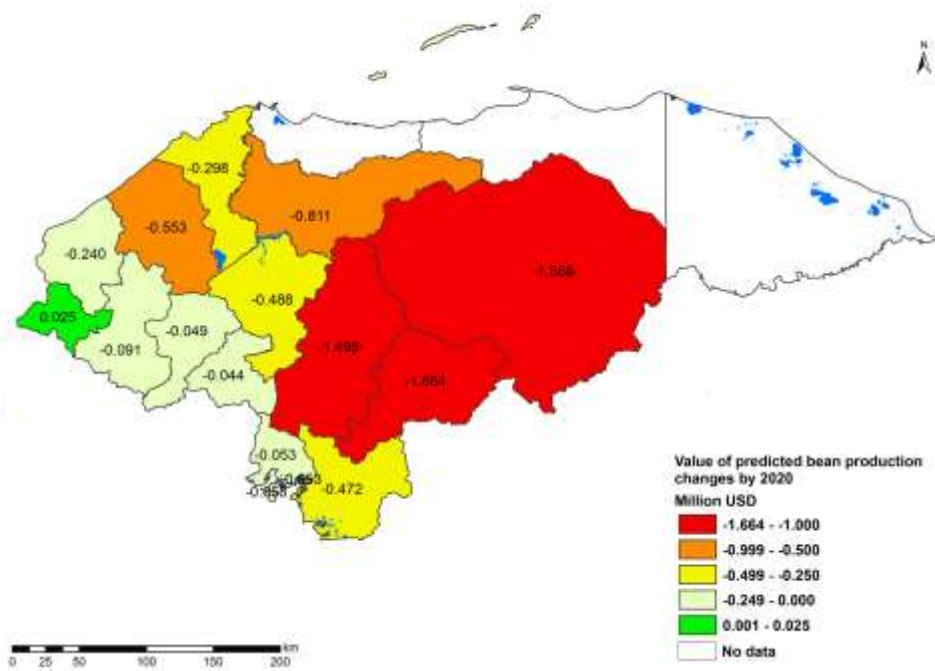 N
-0.298
-0.811
-0.553
-0.240
-0.488
0.025
-0.049
-0.091
-0.044
-0.053
-0.472
Value of predicted bean production
changes by 2020
Million USD
-1.664 - -1.000
-0.999 - -0.500
-0.499 - -0.250
-0.249 - 0.000
0.001 - 0.025
No data
km
0 25 50 100 150 200